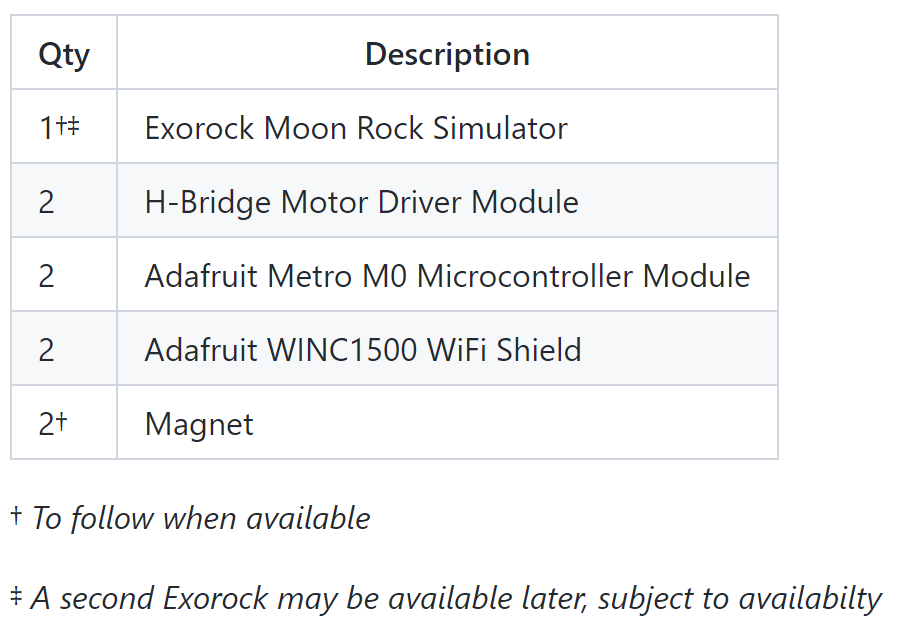 Qty Description
1†‡ Exorock Moon Rock Simulator
2 H-Bridge Motor Driver Module
2 Adafruit Metro M0 Microcontroller Module
2 Adafruit WINC1500 WiFi Shield
2† Magnet
† To follow when available
‡ A second Exorock may be available later, subject to availabilty